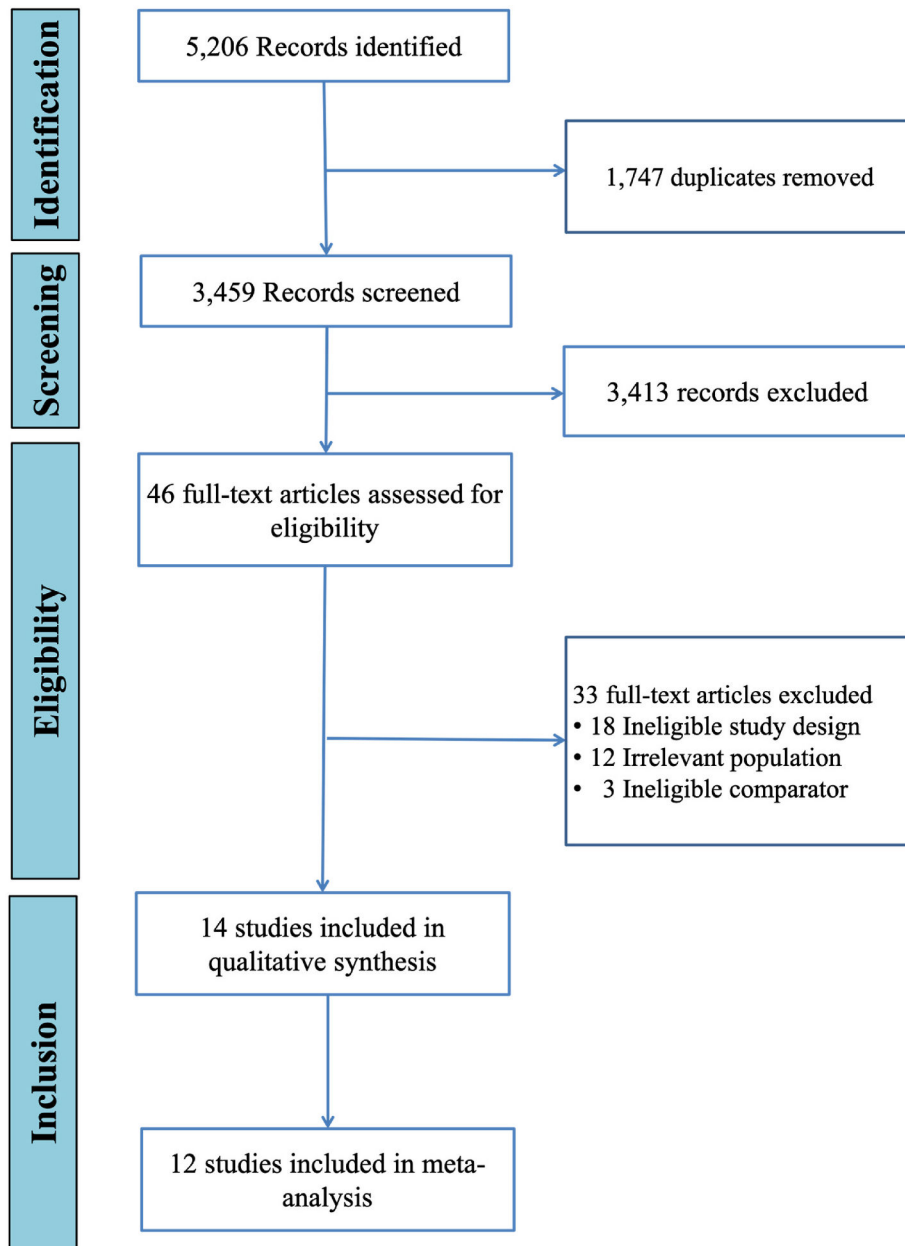 Identification
5,206 Records identified
1,747 duplicates removed
Screening
3,459 Records screened
3,413 records excluded
Eligibility
46 full-text articles assessed for
eligibility
33 full-text articles excluded
• 18 Ineligible study design
• 12 Irrelevant population
• 3 Ineligible comparator
Inclusion
14 studies included in
qualitative synthesis
12 studies included in meta-
analysis